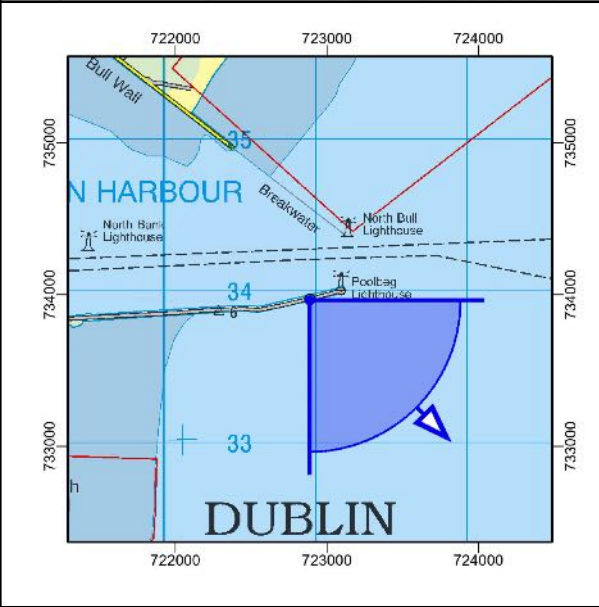 722000 723000 724000
Bull Wall
735000 35 735000
N HARBOUR
Breakwater
North Bull
Lighthouse
North Bank
Lighthouse
734000 34 734000
Poolbeg
Lighthouse
6
733000 33 733000
h
DUBLIN
722000 723000 724000